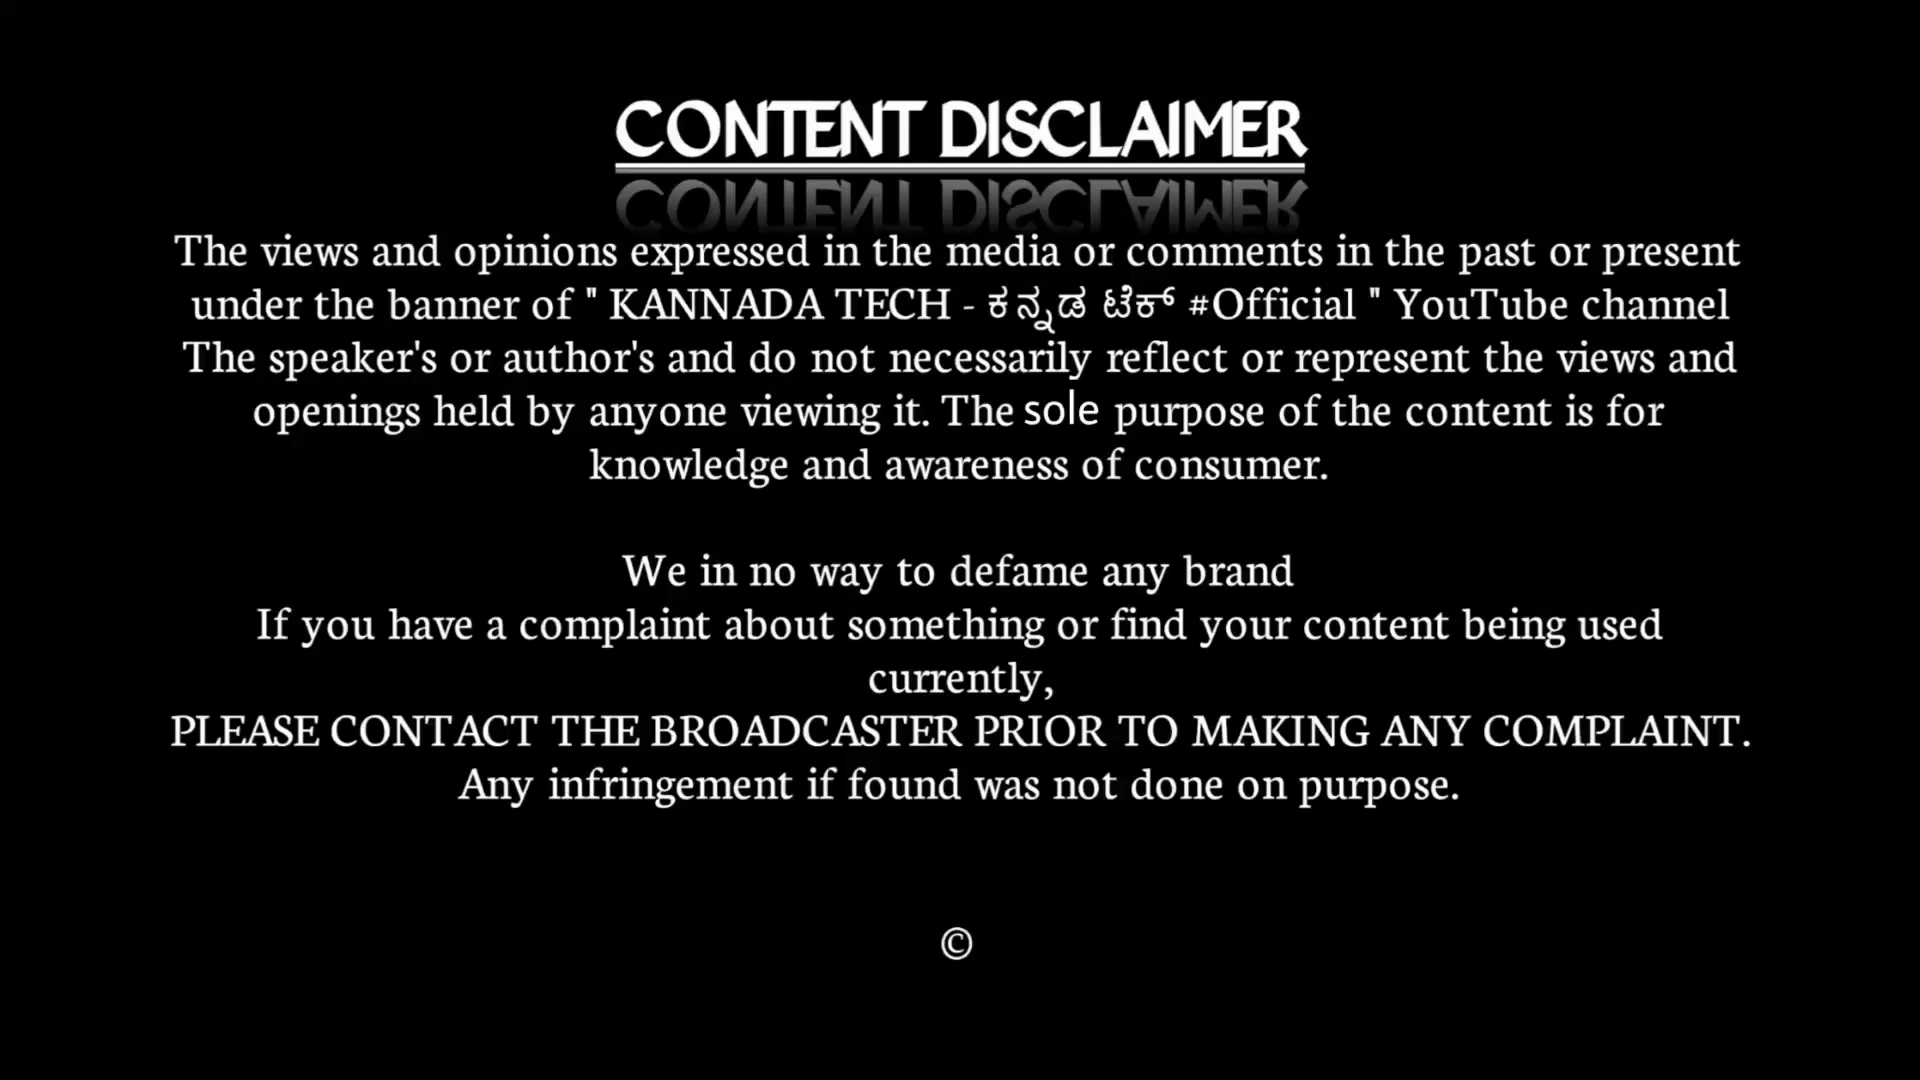 CONTENT DISCLAIMER
The views and opinions expressed in the media or comments in the past or present
under the banner of " KANNADA TECH - ಕನ್ನಡ ಟೆಕ್ #Official " YouTube channel
The speaker's or author's and do not necessarily reflect or represent the views and
openings held by anyone viewing it. The sole purpose of the content is for
knowledge and awareness of consumer.
We in no way to defame any brand
If you have a complaint about something or find your content being used
currently,
PLEASE CONTACT THE BROADCASTER PRIOR TO MAKING ANY COMPLAINT.
Any infringement if found was not done on purpose.
©